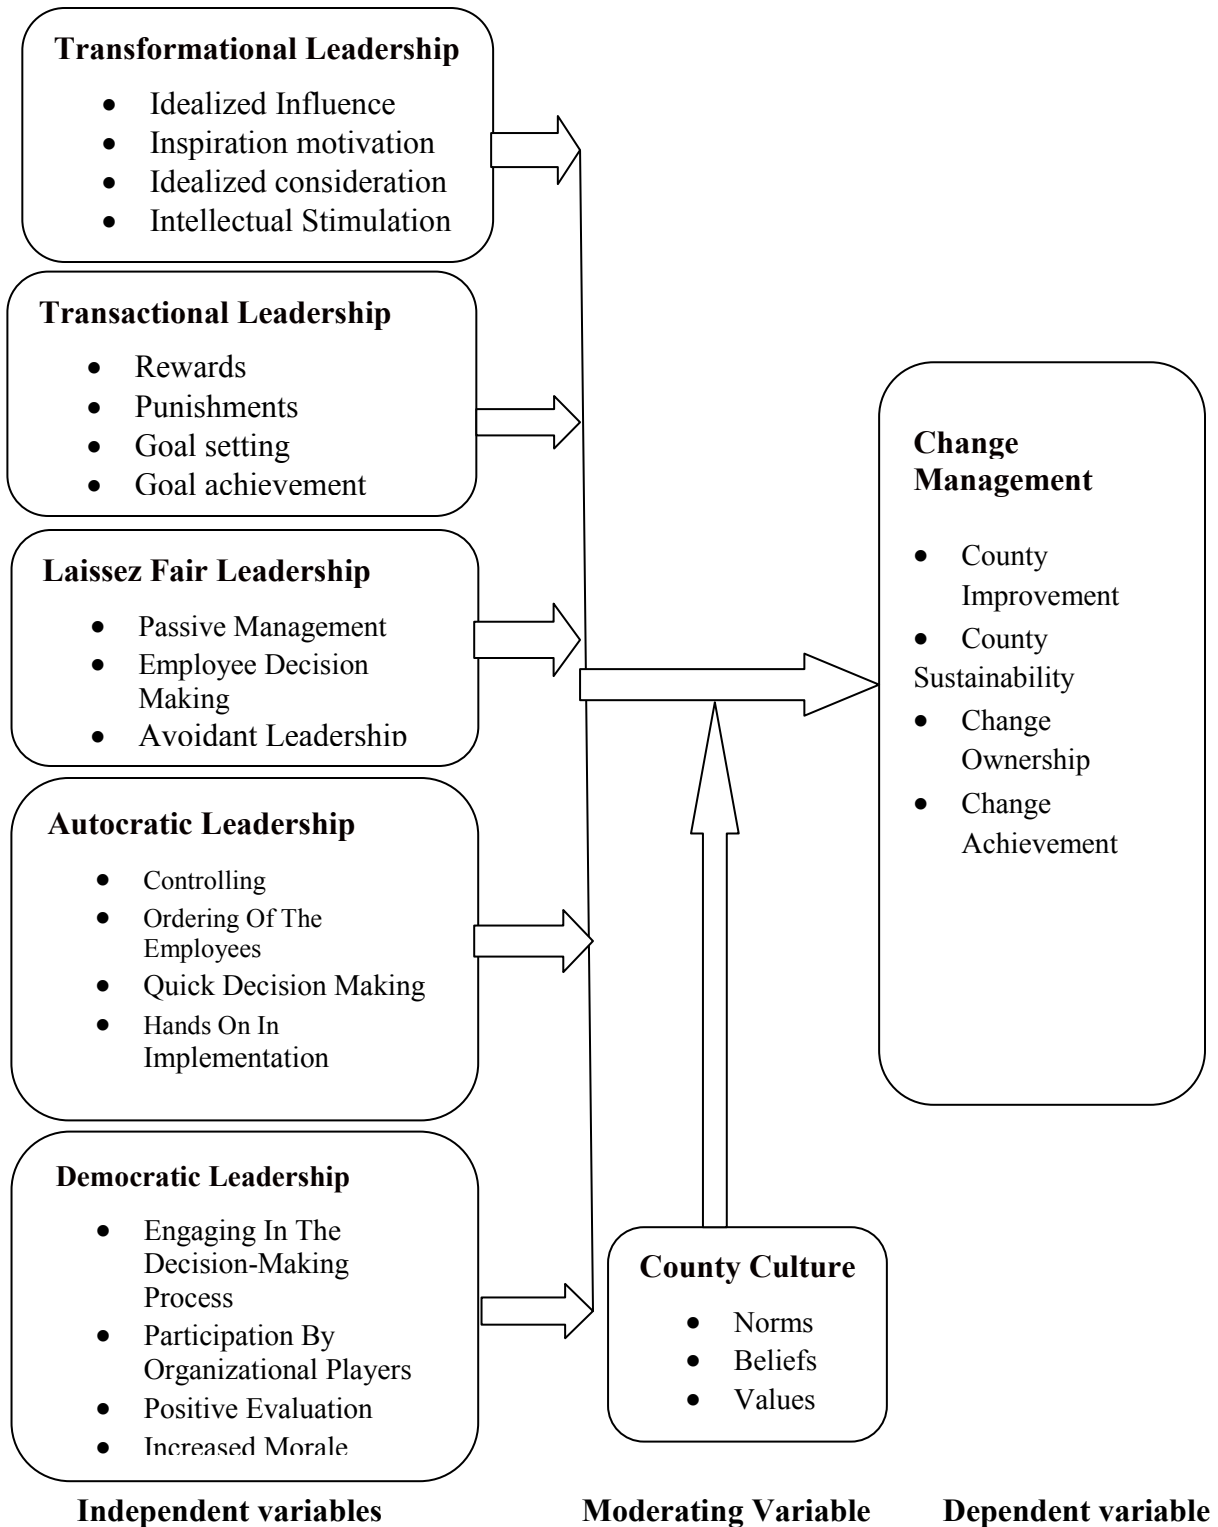 Transformational Leadership
• Idealized Influence
• Inspiration motivation
• Idealized consideration
• Intellectual Stimulation
Transactional Leadership
• Rewards
• Punishments
• Goal setting
• Goal achievement
Laissez Fair Leadership
• Passive Management
• Employee Decision
Making
• Avoidant Leadership
Autocratic Leadership
• Controlling
• Ordering Of The
Employees
• Quick Decision Making
• Hands On In
Implementation
Democratic Leadership
• Engaging In The
Decision-Making
Process
• Participation By
Organizational Players
• Positive Evaluation
• Increased Morale
County Culture
• Norms
• Beliefs
• Values
Change
Management
• County
Improvement
• County
Sustainability
• Change
Ownership
• Change
Achievement
Independent variables
Moderating Variable
Dependent variable